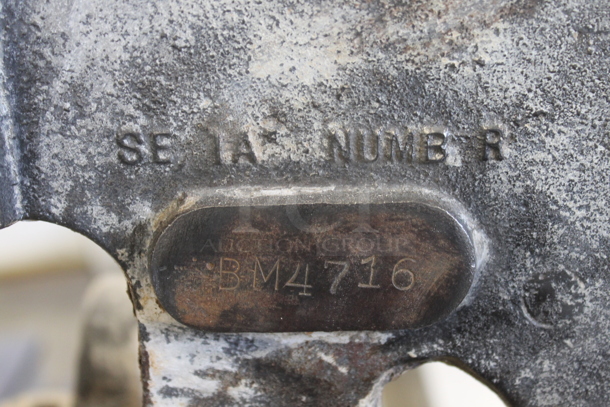 SE IA NUMB R
AUCTION GROUP
BM4716